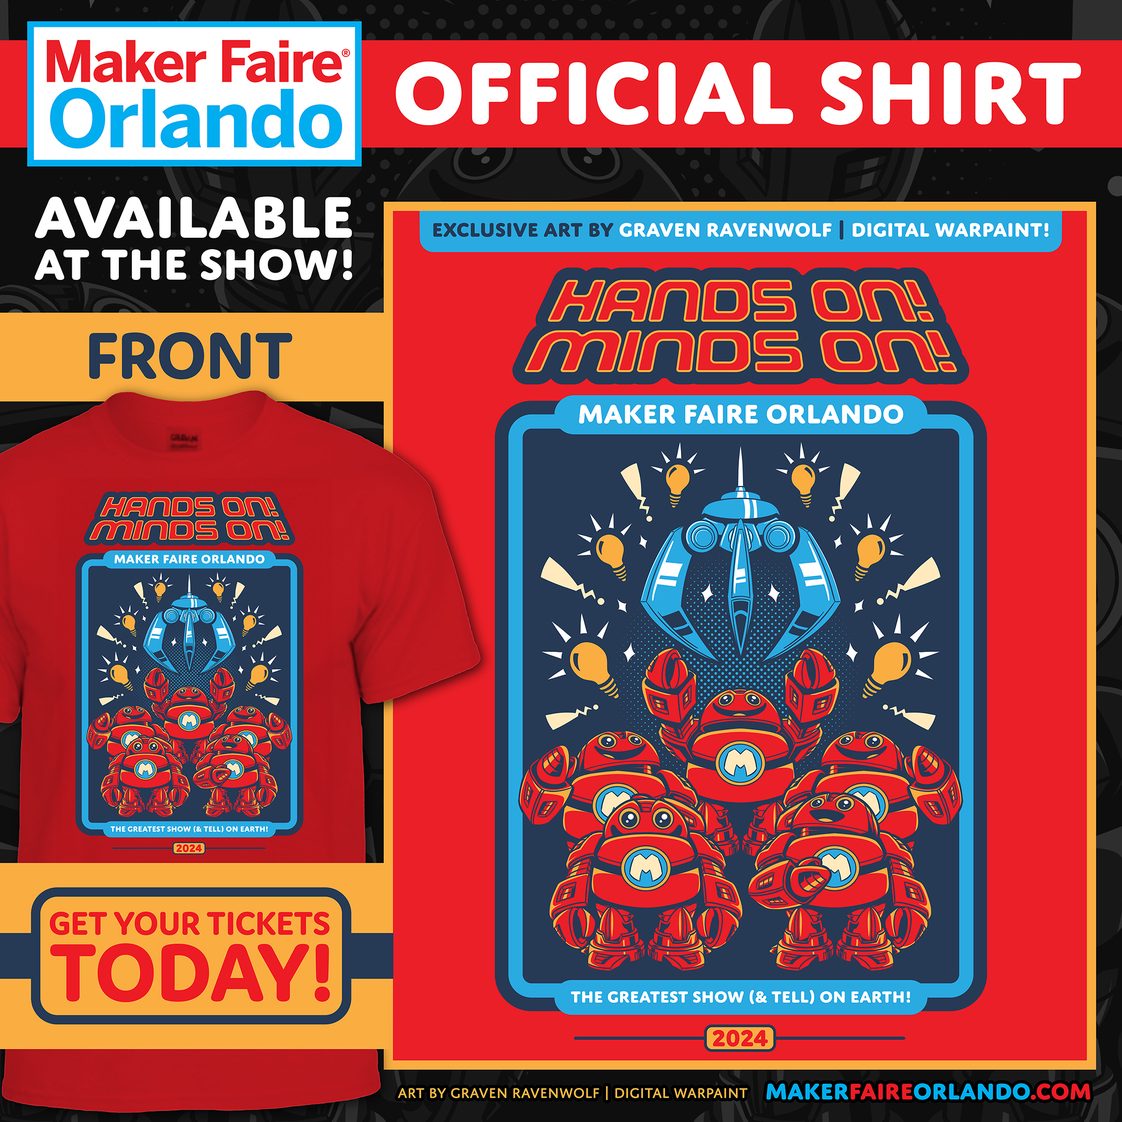 Maker Faire®
Orlando
OFFICIAL SHIRT
AVAILABLE
AT THE SHOW!
FRONT
HANDS ON!
MINDS ON!
MAKER FAIRE ORLANDO
M
M
M
M
M
THE GREATEST SHOW (& TELL) ON EARTH!
2024
GET YOUR TICKETS
TODAY!
EXCLUSIVE ART BY GRAVEN RAVENWOLF | DIGITAL WARPAINT!
HANDS ON!
MINDS ON!
MAKER FAIRE ORLANDO
M
M
M
M
M
THE GREATEST SHOW (& TELL) ON EARTH!
2024
ART BY GRAVEN RAVENWOLF | DIGITAL WARPAINT
MAKERFAIREORLANDO.COM